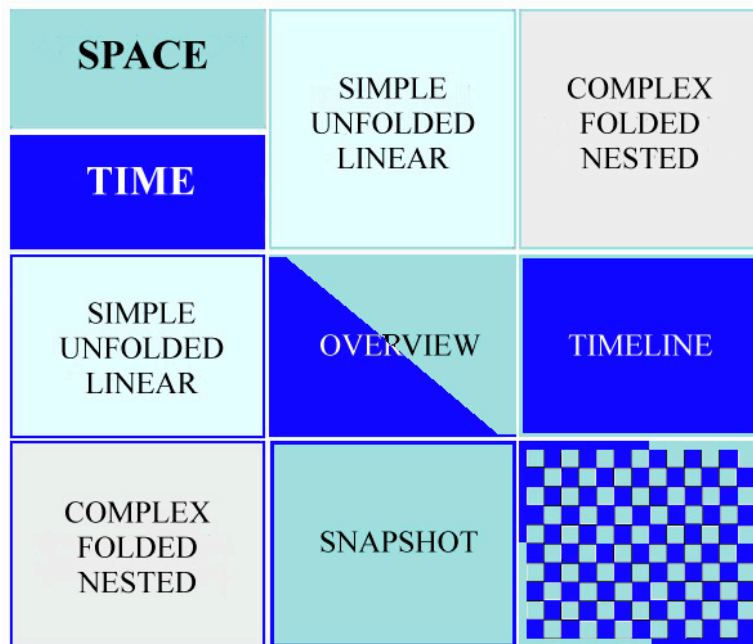 SPACE
TIME
SIMPLE
UNFOLDED
LINEAR
COMPLEX
FOLDED
NESTED
SIMPLE
UNFOLDED
LINEAR
OVERVIEW
TIMELINE
COMPLEX
FOLDED
NESTED
SNAPSHOT